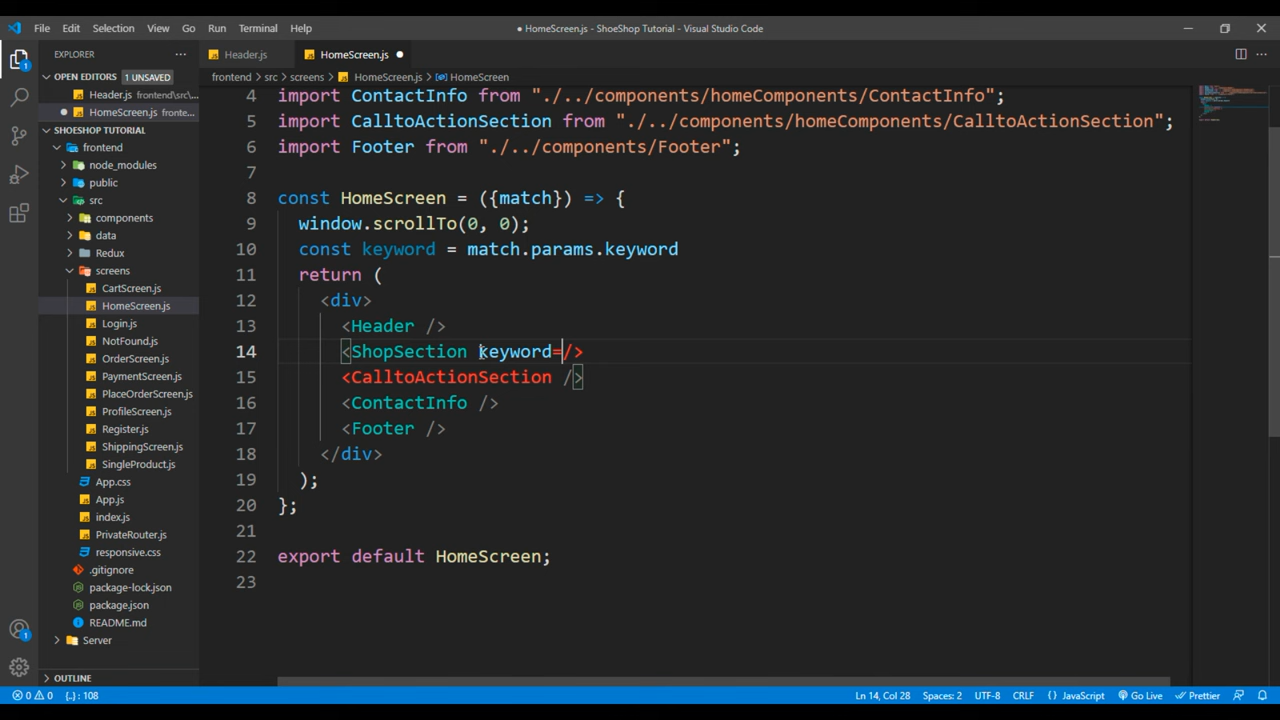 File Edit Selection View Go Run Terminal Help
● HomeScreen.js - ShoeShop Tutorial - Visual Studio Code
EXPLORER
Header.js
HomeScreen.js
OPEN EDITORS 1 UNSAVED
Header.js frontend\src\...
HomeScreen.js fronte...
SHOESHOP TUTORIAL
frontend
node_modules
public
src
components
data
Redux
screens
CartScreen.js
HomeScreen.js
Login.js
NotFound.js
OrderScreen.js
PaymentScreen.js
PlaceOrderScreen.js
ProfileScreen.js
Register.js
ShippingScreen.js
SingleProduct.js
App.css
App.js
index.js
PrivateRouter.js
responsive.css
.gitignore
package-lock.json
package.json
README.md
Server
OUTLINE
frontend > src > screens > HomeScreen.js > HomeScreen
4 import ContactInfo from "./../components/homeComponents/ContactInfo";
5 import CalltoActionSection from "./../components/homeComponents/CalltoActionSection";
6 import Footer from "./../components/Footer";
7
8 const HomeScreen = ({match}) => {
9 window.scrollTo(0, 0);
10 const keyword = match.params.keyword
11 return (
12 <div>
13 <Header />
14 <ShopSection keyword=/>
15 <CalltoActionSection />
16 <ContactInfo />
17 <Footer />
18 </div>
19 );
20 };
21
22 export default HomeScreen;
23
1
1
0 0 {..} : 108
Ln 14, Col 28 Spaces: 2 UTF-8 CRLF {} JavaScript Go Live Prettier